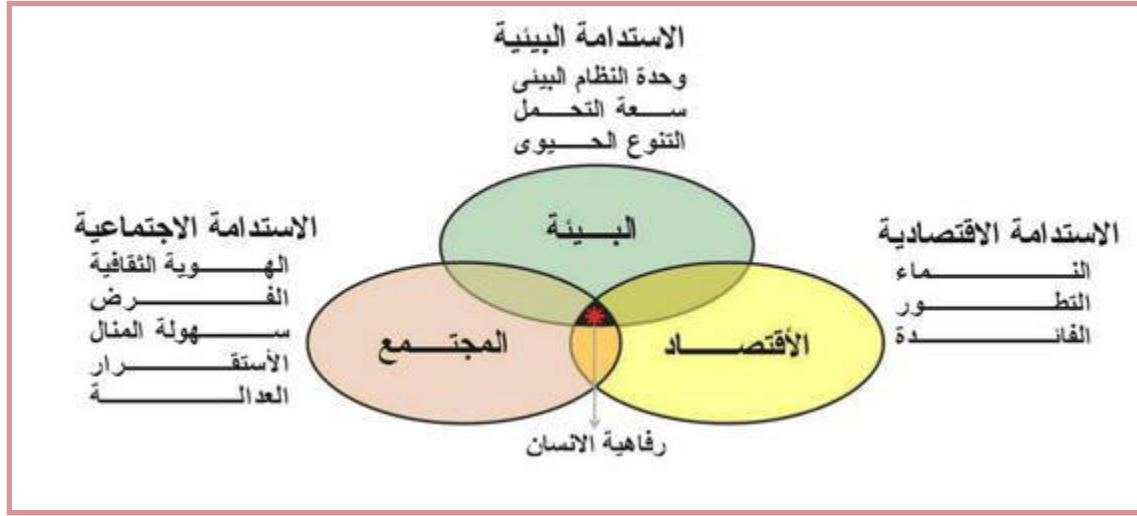 الاستدامة البيئية
وحدة النظام البيئى
سعة التحمل
التنوع الحيوى
البيئة
الاستدامة الاجتماعية
الهوية الثقافية
الفرض
سهولة المنال
الأستقرار
العدالة
الاستدامة الاقتصادية
النماء
التطور
الفائدة
المجتمع
الأقتصاد
رفاهية الانسان